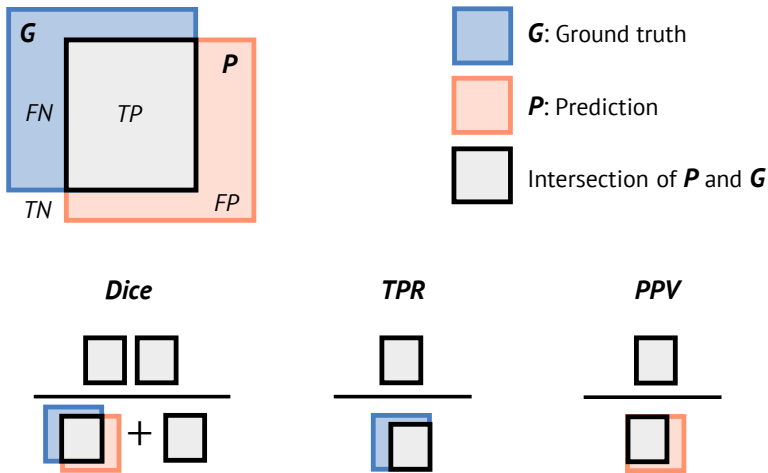 G
P
FN
TP
TN
FP
G: Ground truth
P: Prediction
Intersection of P and G
Dice
TPR
PPV
+